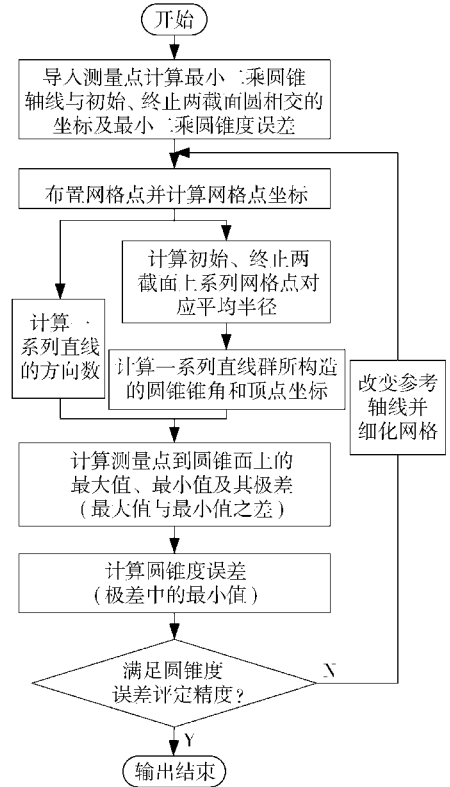 开始
导入测量点计算最小二乘圆锥
轴线与初始、终止两截面圆相交的
坐标及最小二乘圆锥度误差
布置网格点并计算网格点坐标
计算初始、终止两
截面上系列网格点对
应平均半径
计算一
系列直线
的方向数
计算一系列直线群所构造
的圆锥锥角和顶点坐标
改变参考
轴线并
细化网格
计算测量点到圆锥面上的
最大值、最小值及其极差
(最大值与最小值之差)
计算圆锥度误差
(极差中的最小值)
满足圆锥度
误差评定精度?
N
Y
输出结束